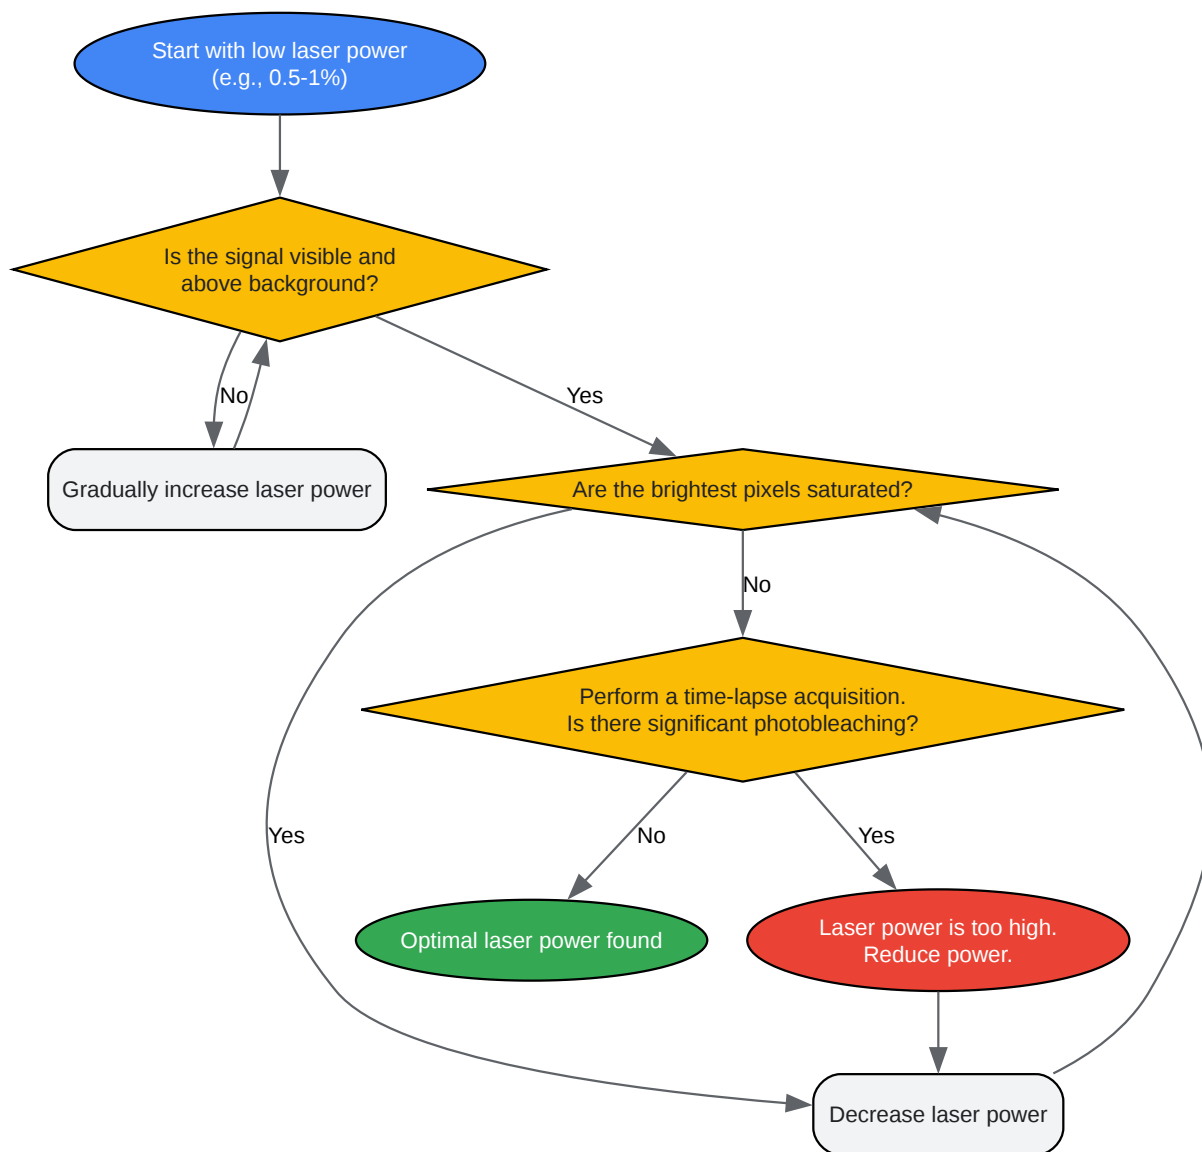 Start with low laser power
(e.g., 0.5-1%)
Is the signal visible and
above background?
No
Yes
Gradually increase laser power
Are the brightest pixels saturated?
No
Perform a time-lapse acquisition.
Is there significant photobleaching?
Yes
No
Yes
Optimal laser power found
Laser power is too high.
Reduce power.
Decrease laser power